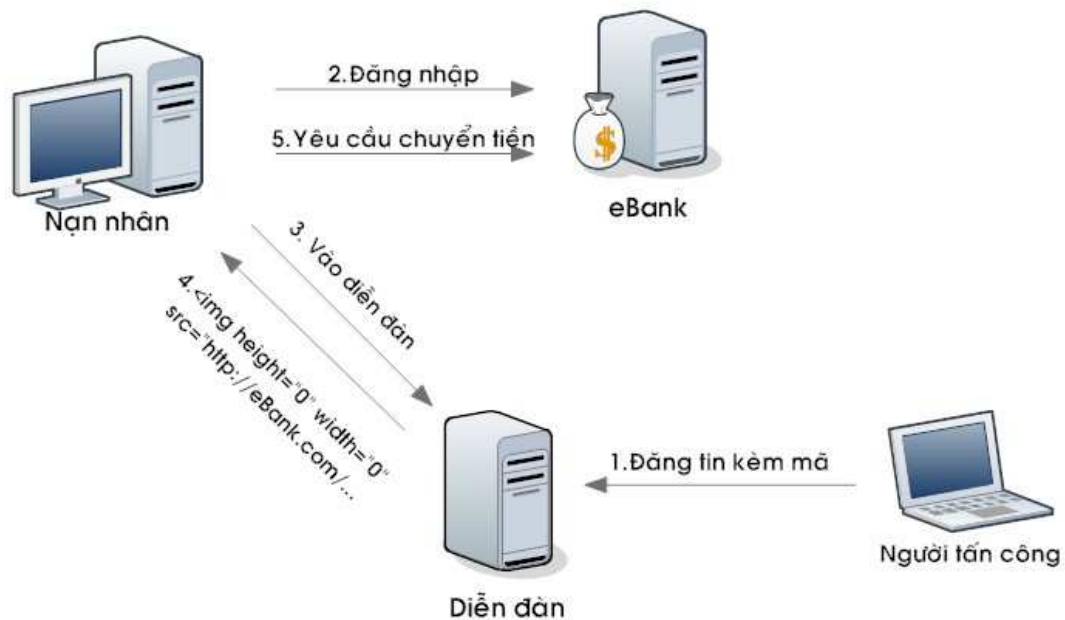 2.Đăng nhập
5.Yêu cầu chuyển tiền
$
Nạn nhân
eBank
3. Vào diễn đàn
4.<img height="0" width="0"
src="http://eBank.com/...
1.Đăng tin kèm mã
Người tấn công
Diễn đàn